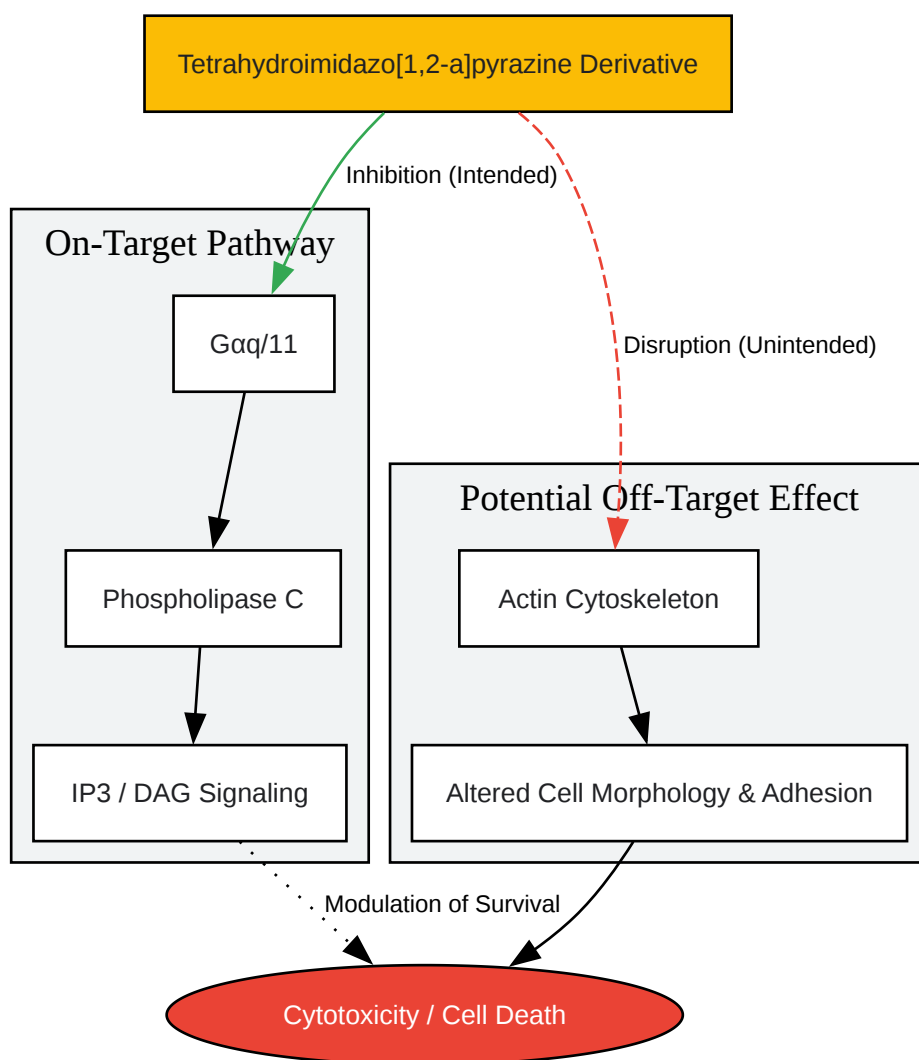 Tetrahydroimidazo[1,2-a]pyrazine Derivative
Inhibition (Intended)
On-Target Pathway
Gαq/11
Disruption (Unintended)
Potential Off-Target Effect
Phospholipase C
Actin Cytoskeleton
IP3 / DAG Signaling
Altered Cell Morphology & Adhesion
Modulation of Survival
Cytotoxicity / Cell Death